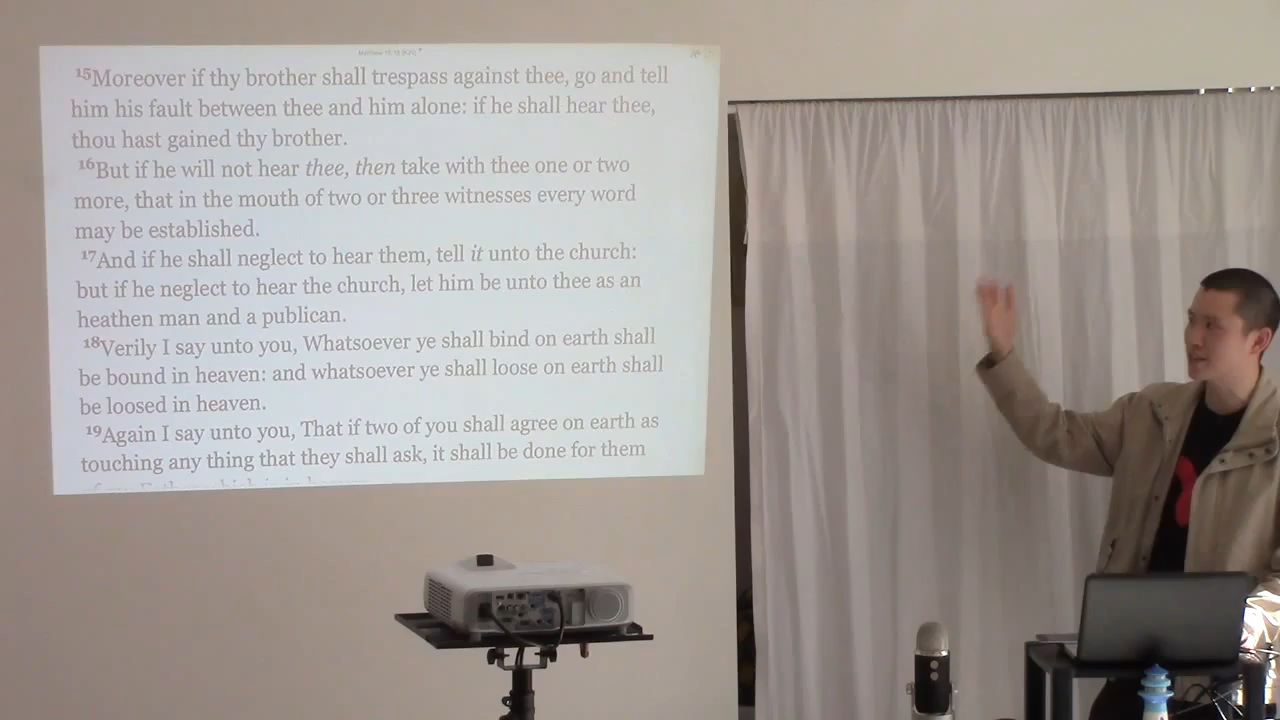 ¹⁵Moreover if thy brother shall trespass against thee, go and tell
him his fault between thee and him alone: if he shall hear thee,
thou hast gained thy brother.
¹⁶But if he will not hear thee, then take with thee one or two
more, that in the mouth of two or three witnesses every word
may be established.
¹⁷And if he shall neglect to hear them, tell it unto the church:
but if he neglect to hear the church, let him be unto thee as an
heathen man and a publican.
¹⁸Verily I say unto you, Whatsoever ye shall bind on earth shall
be bound in heaven: and whatsoever ye shall loose on earth shall
be loosed in heaven.
¹⁹Again I say unto you, That if two of you shall agree on earth as
touching any thing that they shall ask, it shall be done for them